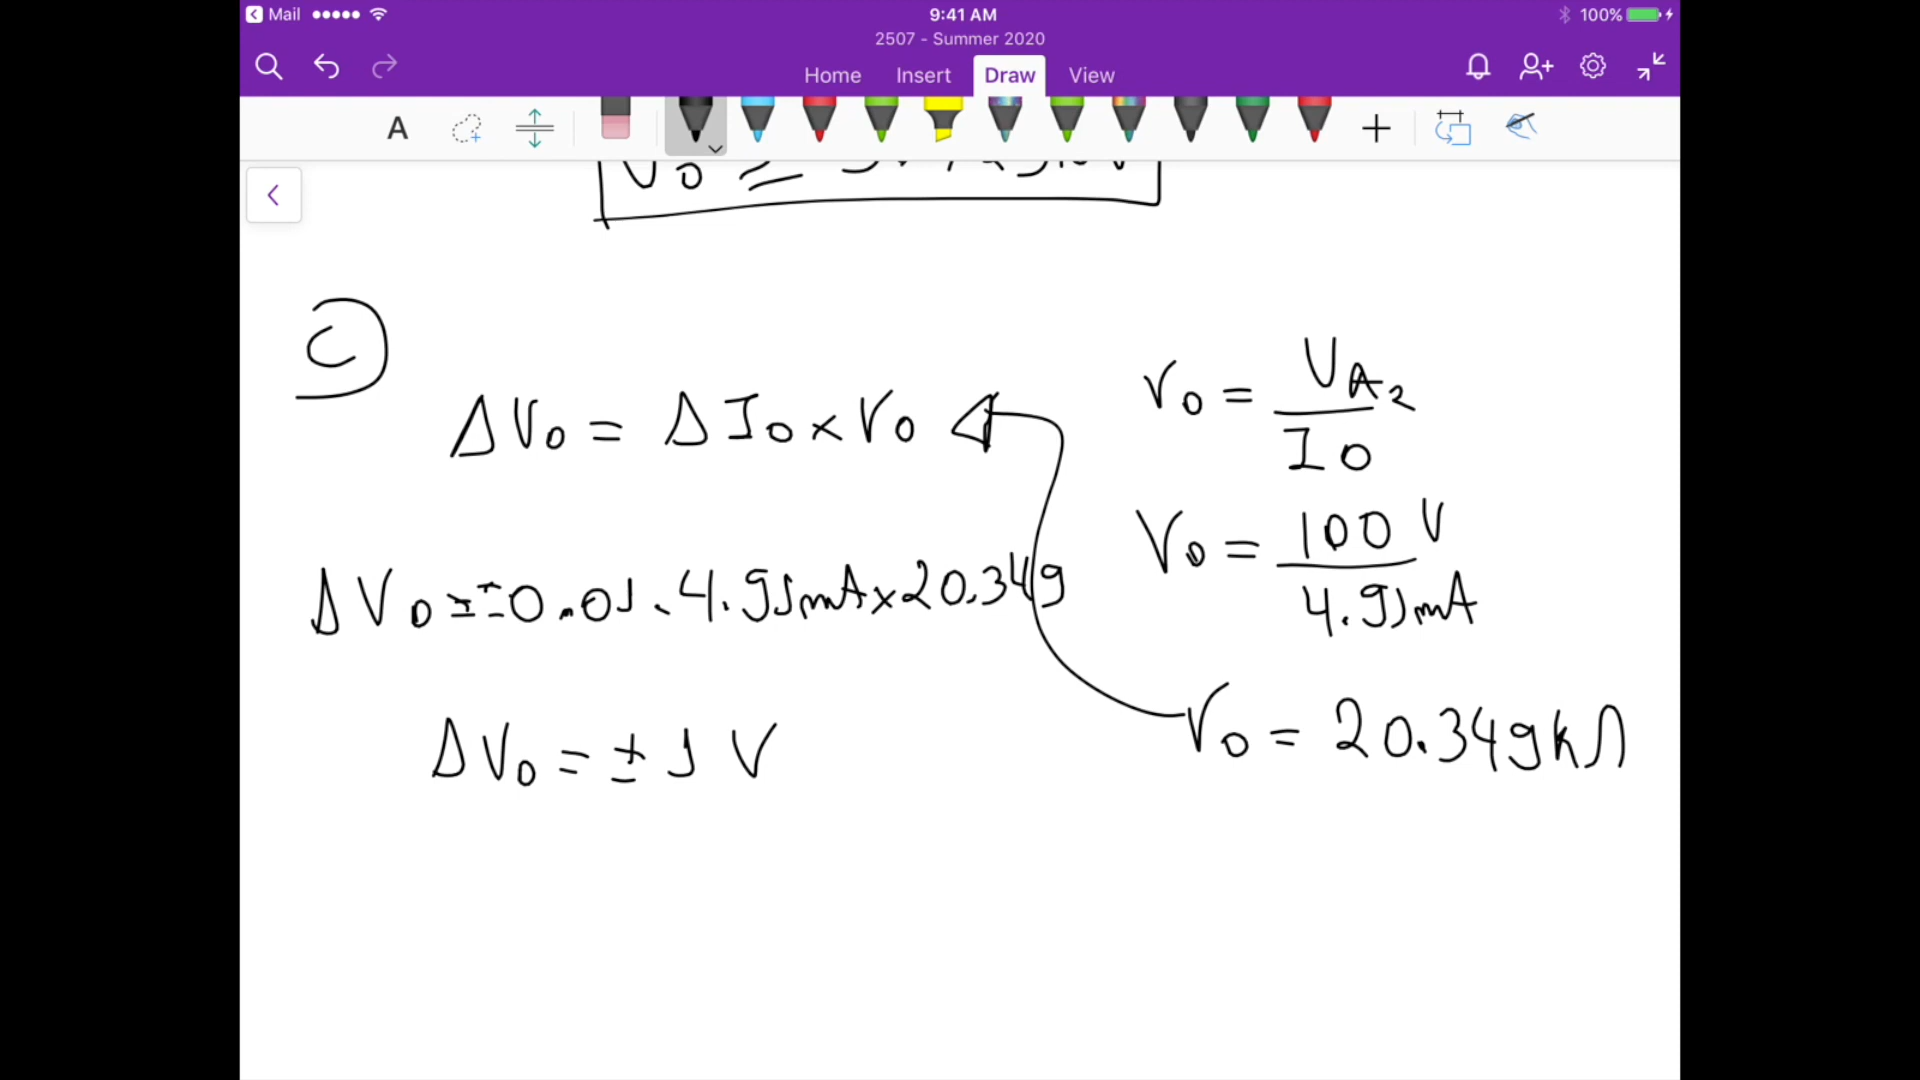 Mail 9:41 AM 100%
2507 - Summer 2020
Home Insert Draw View
A
C
ro = VA2 / Io
ΔVo = ΔIo × ro
ro = 100 V / 4.91mA
ΔVo = ±0.01 . 4.91mA × 20.349
ro = 20.349kΩ
ΔVo = ± 1 V